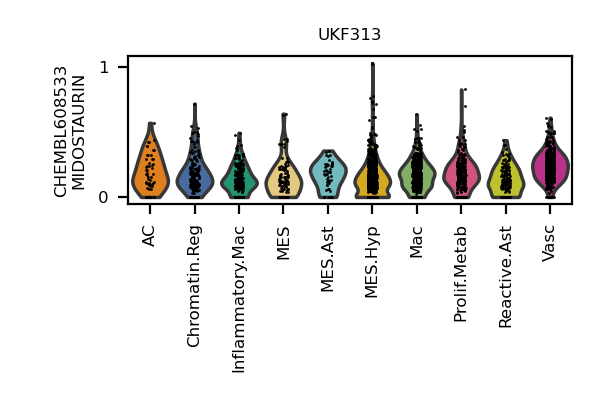 UKF313
CHEMBL608533
MIDOSTAURIN
1
0
AC
Chromatin.Reg
Inflammatory.Mac
MES
MES.Ast
MES.Hyp
Mac
Prolif.Metab
Reactive.Ast
Vasc